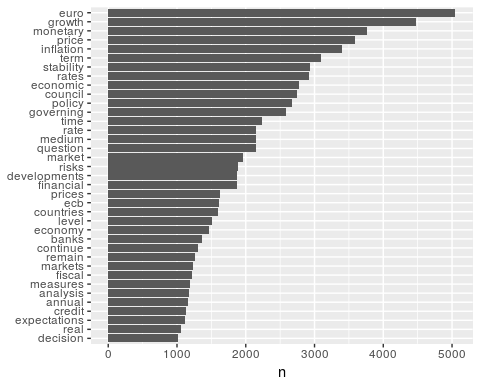 euro
growth
monetary
price
inflation
term
stability
rates
economic
council
policy
governing
time
rate
medium
question
market
risks
developments
financial
prices
ecb
countries
level
economy
banks
continue
remain
markets
fiscal
measures
analysis
annual
credit
expectations
real
decision
0 1000 2000 3000 4000 5000
n